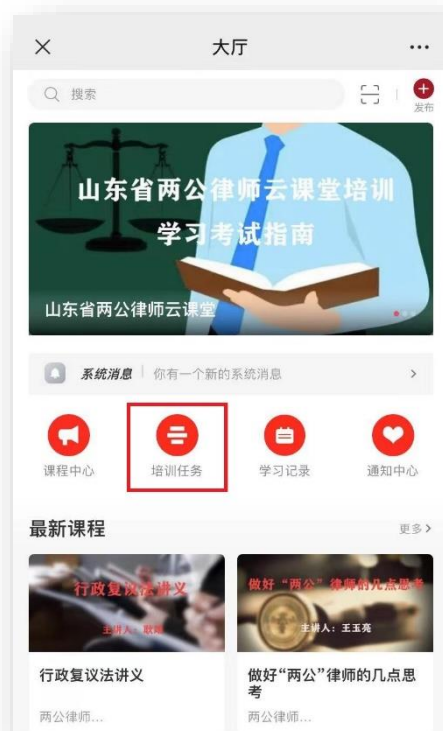 大厅
搜索
发布
山东省两公律师云课堂培训
学习考试指南
山东省两公律师云课堂
系统消息 你有一个新的系统消息
课程中心 培训任务 学习记录 通知中心
最新课程 更多
行政复议法讲义
主讲人：耿
做好“两公”律师的几点思考
主讲人：王玉亮
行政复议法讲义
两公律师...
做好“两公”律师的几点思
考
两公律师...